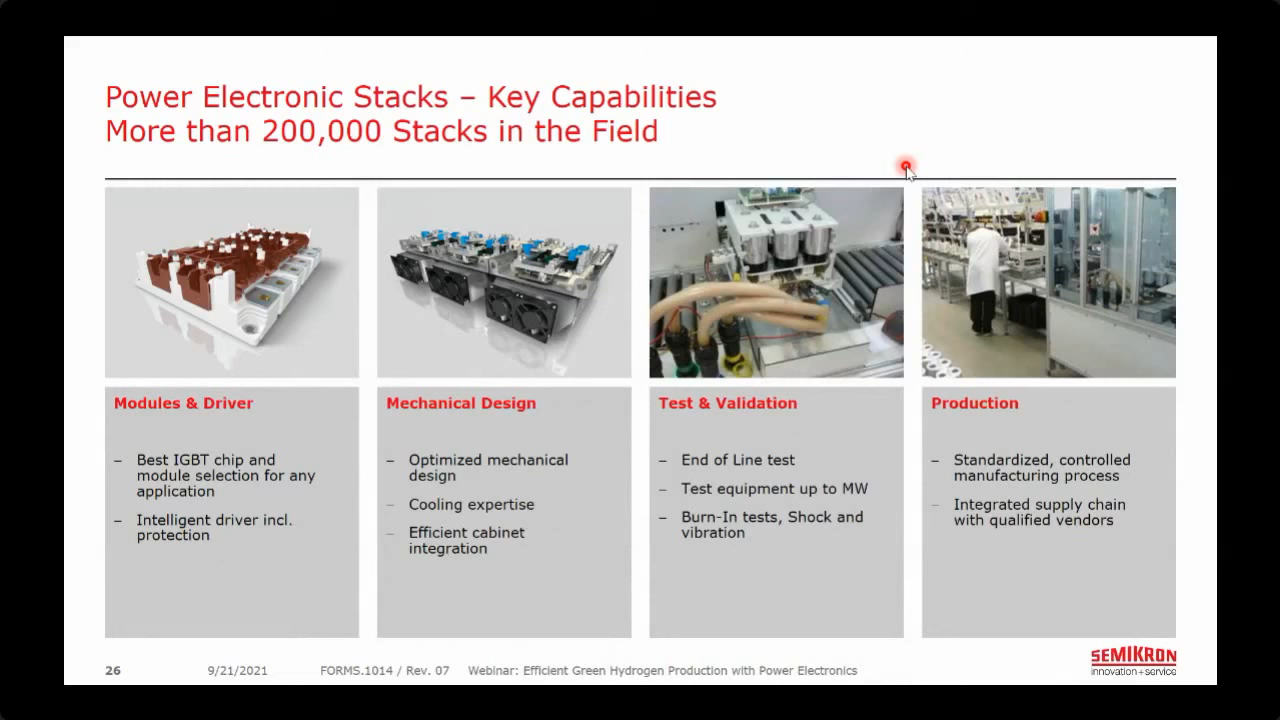 Power Electronic Stacks – Key Capabilities
More than 200,000 Stacks in the Field
Modules & Driver
– Best IGBT chip and
module selection for any
application
– Intelligent driver incl.
protection
Mechanical Design
– Optimized mechanical
design
– Cooling expertise
– Efficient cabinet
integration
Test & Validation
– End of Line test
– Test equipment up to MW
– Burn-In tests, Shock and
vibration
Production
– Standardized, controlled
manufacturing process
– Integrated supply chain
with qualified vendors
26 9/21/2021 FORMS.1014 / Rev. 07 Webinar: Efficient Green Hydrogen Production with Power Electronics
SEMIKRON
innovation+service